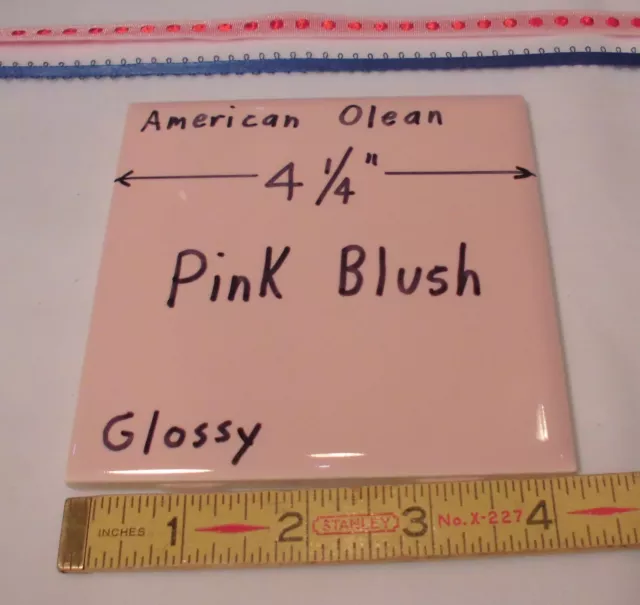 American Olean
4 1/4"
Pink Blush
Glossy
INCHES 1 2 STANLEY 3 No. X-227 4